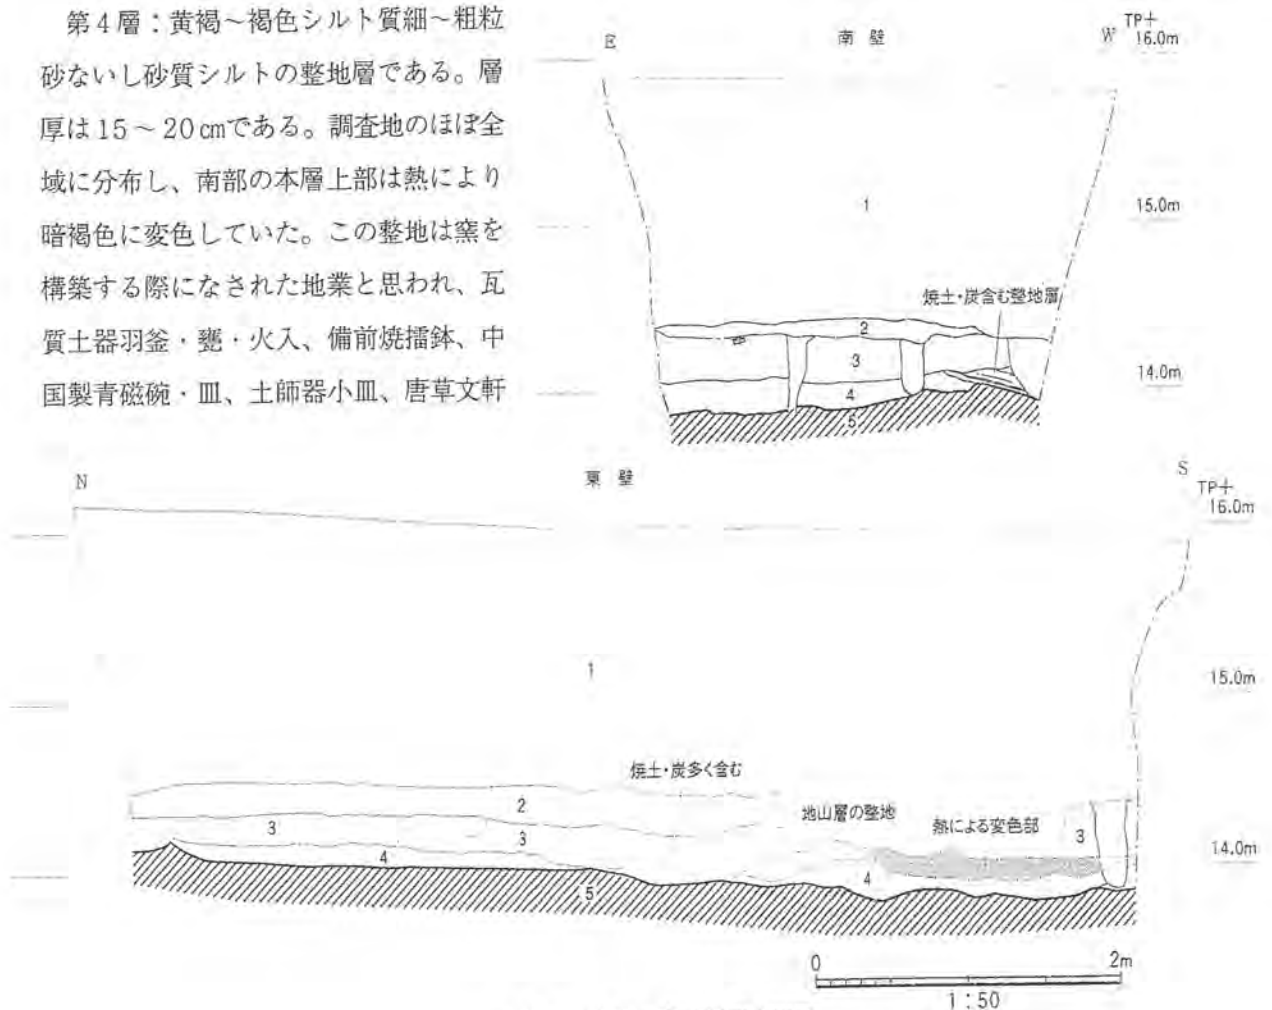 第4層：黄褐～褐色シルト質細～粗粒
砂ないし砂質シルトの整地層である。層
厚は15～20㎝である。調査地のほぼ全
域に分布し、南部の本層上部は熱により
暗褐色に変色していた。この整地は窯を
構築する際になされた地業と思われ、瓦
質土器羽釜・甕・火入、備前焼擂鉢、中
国製青磁碗・皿、土師器小皿、唐草文軒
E 南壁 W TP+
16.0m
1
15.0m
焼土・炭含む整地層
2
3
14.0m
4
5
N 東壁 S TP+
16.0m
1
15.0m
焼土・炭多く含む
2
地山層の整地
熱による変色部
3
3
3
14.0m
4
4
5
0 2m
1:50